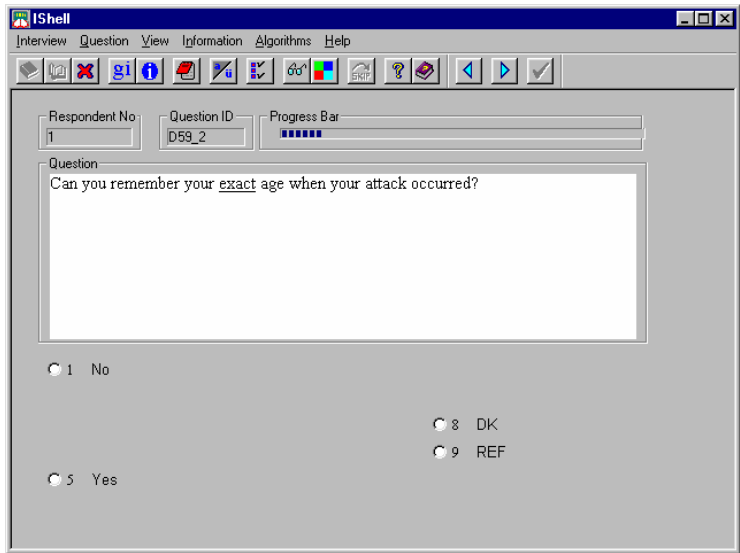 IShell
Interview Question View Information Algorithms Help
gi i a/ü SKIP ?
Respondent No Question ID Progress Bar
1 D59_2
Question
Can you remember your exact age when your attack occurred?
1 No
8 DK
9 REF
5 Yes